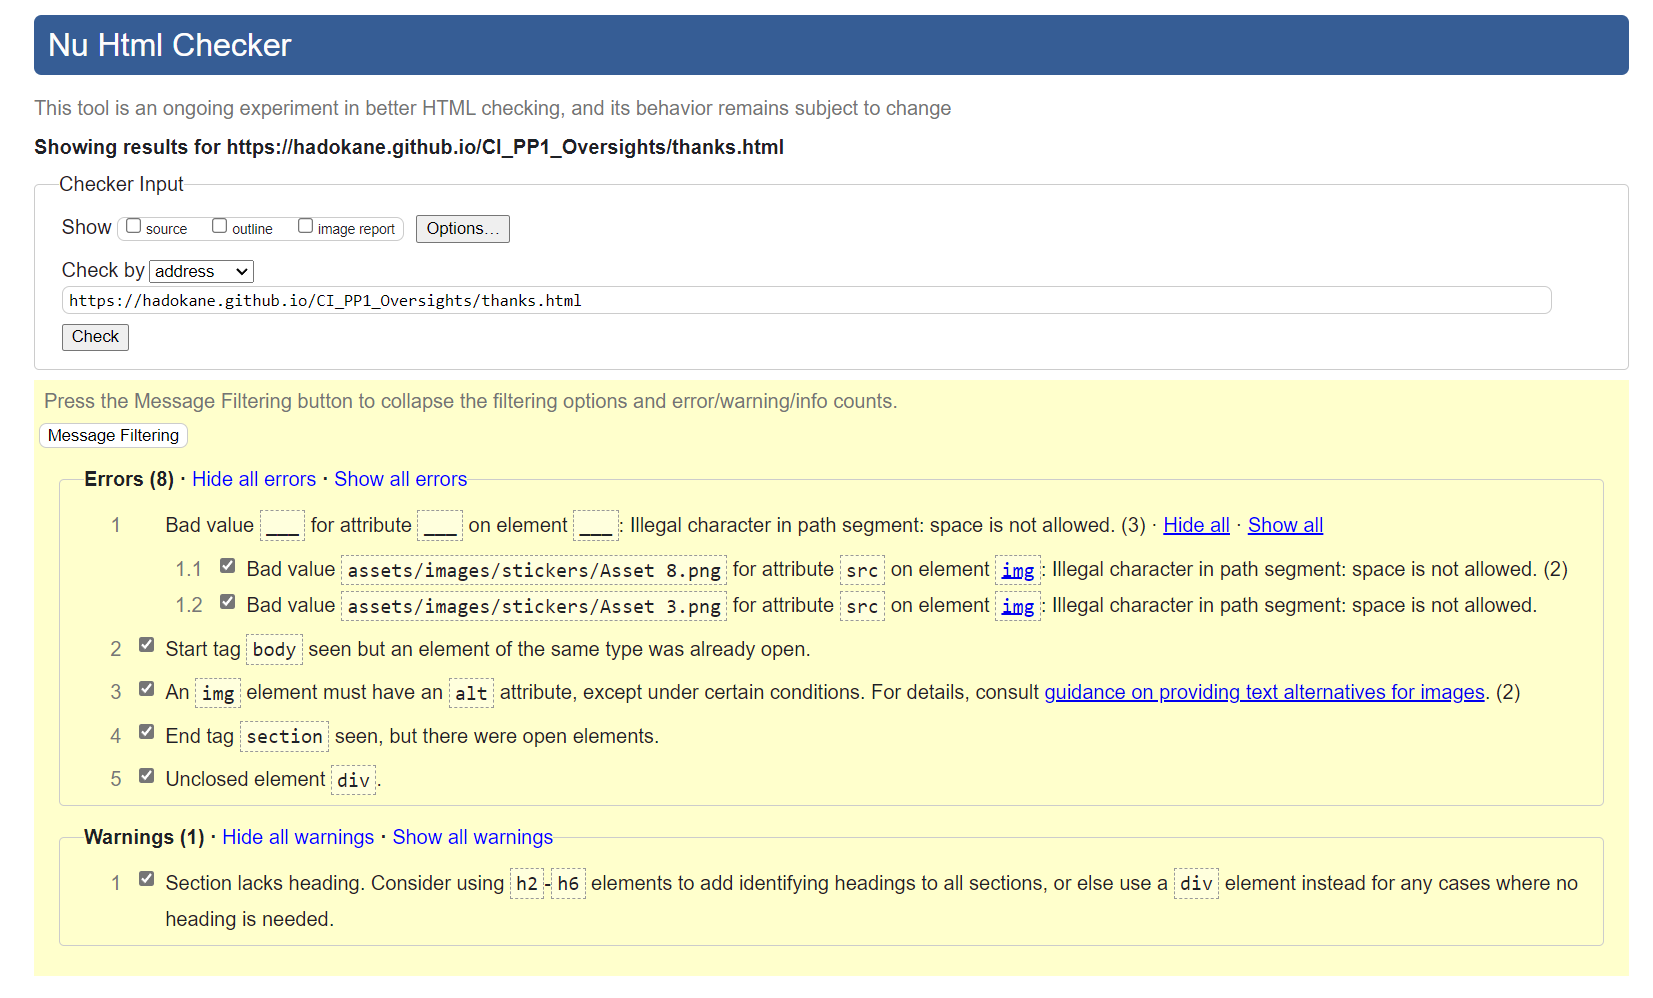 Nu Html Checker
This tool is an ongoing experiment in better HTML checking, and its behavior remains subject to change
Showing results for https://hadokane.github.io/CI_PP1_Oversights/thanks.html
Checker Input
Show source outline image report Options...
Check by address
https://hadokane.github.io/CI_PP1_Oversights/thanks.html
Check
Press the Message Filtering button to collapse the filtering options and error/warning/info counts.
Message Filtering
Errors (8) · Hide all errors · Show all errors
1 Bad value ___ for attribute ___ on element ___: Illegal character in path segment: space is not allowed. (3) · Hide all · Show all
1.1 Bad value assets/images/stickers/Asset 8.png for attribute src on element img: Illegal character in path segment: space is not allowed. (2)
1.2 Bad value assets/images/stickers/Asset 3.png for attribute src on element img: Illegal character in path segment: space is not allowed.
2 Start tag body seen but an element of the same type was already open.
3 An img element must have an alt attribute, except under certain conditions. For details, consult guidance on providing text alternatives for images. (2)
4 End tag section seen, but there were open elements.
5 Unclosed element div.
Warnings (1) · Hide all warnings · Show all warnings
1 Section lacks heading. Consider using h2-h6 elements to add identifying headings to all sections, or else use a div element instead for any cases where no
heading is needed.